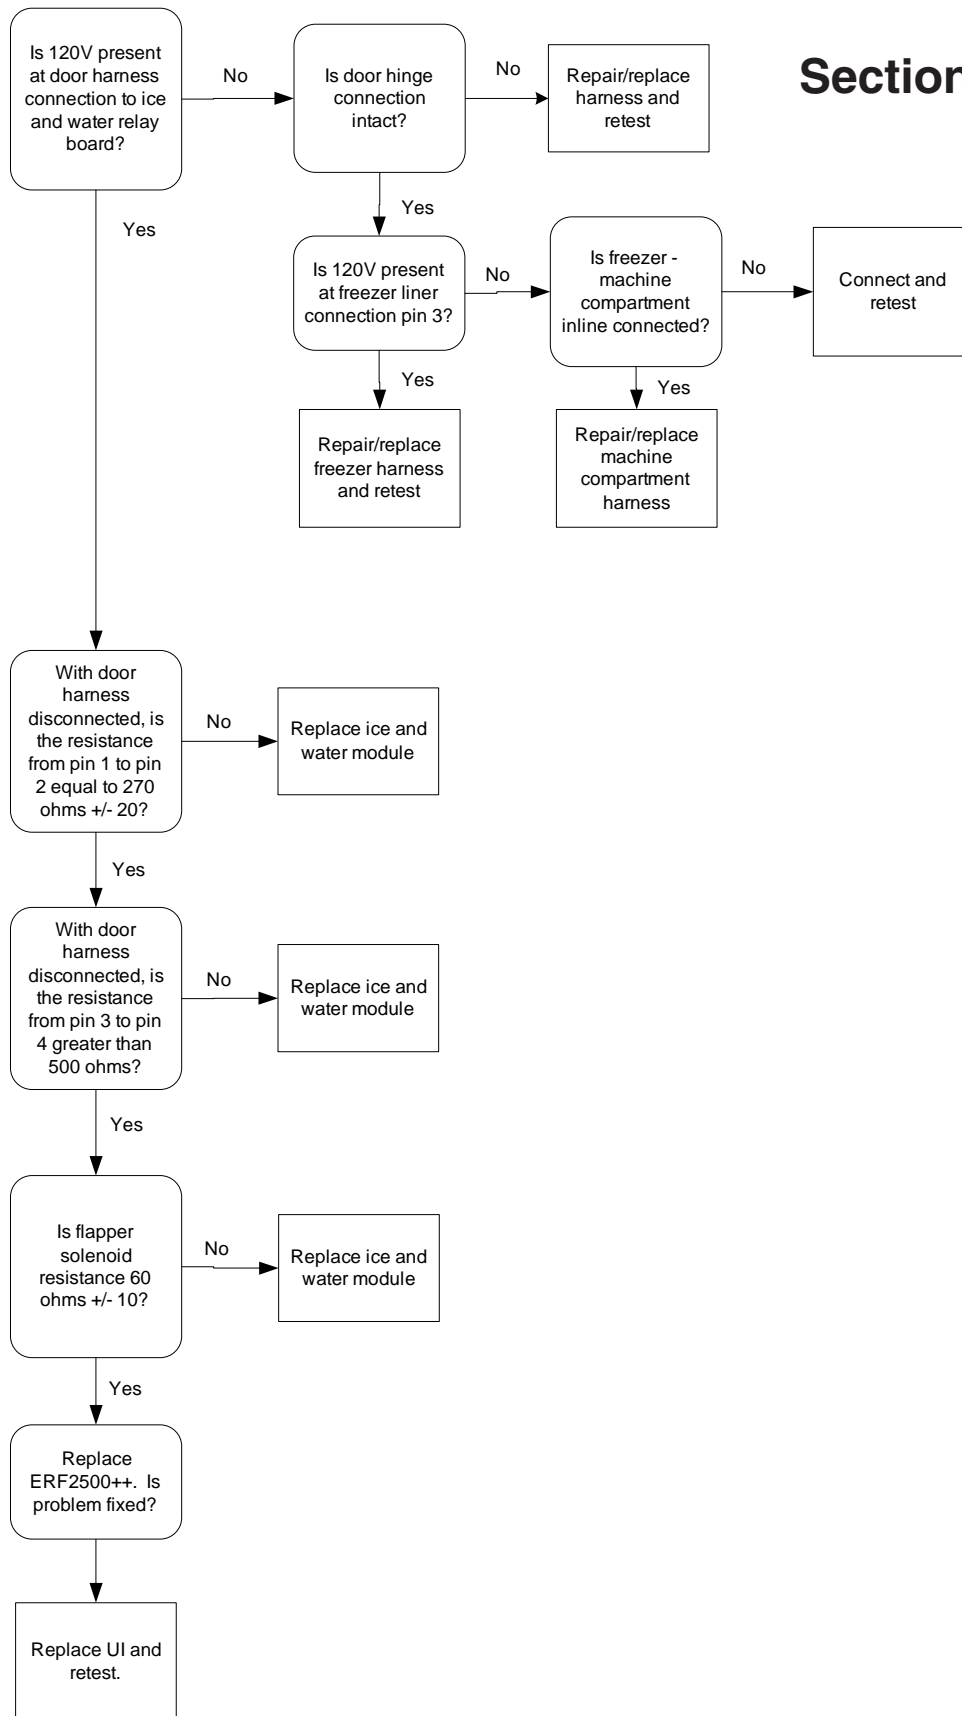 Section
Is 120V present
at door harness
connection to ice
and water relay
board?
No
Is door hinge
connection
intact?
No
Repair/replace
harness and
retest
Yes
Yes
Is 120V present
at freezer liner
connection pin 3?
No
Is freezer -
machine
compartment
inline connected?
No
Connect and
retest
Yes
Repair/replace
freezer harness
and retest
Yes
Repair/replace
machine
compartment
harness
With door
harness
disconnected, is
the resistance
from pin 1 to pin
2 equal to 270
ohms +/- 20?
No
Replace ice and
water module
Yes
With door
harness
disconnected, is
the resistance
from pin 3 to pin
4 greater than
500 ohms?
No
Replace ice and
water module
Yes
Is flapper
solenoid
resistance 60
ohms +/- 10?
No
Replace ice and
water module
Yes
Replace
ERF2500++.  Is
problem fixed?
Replace UI and
retest.